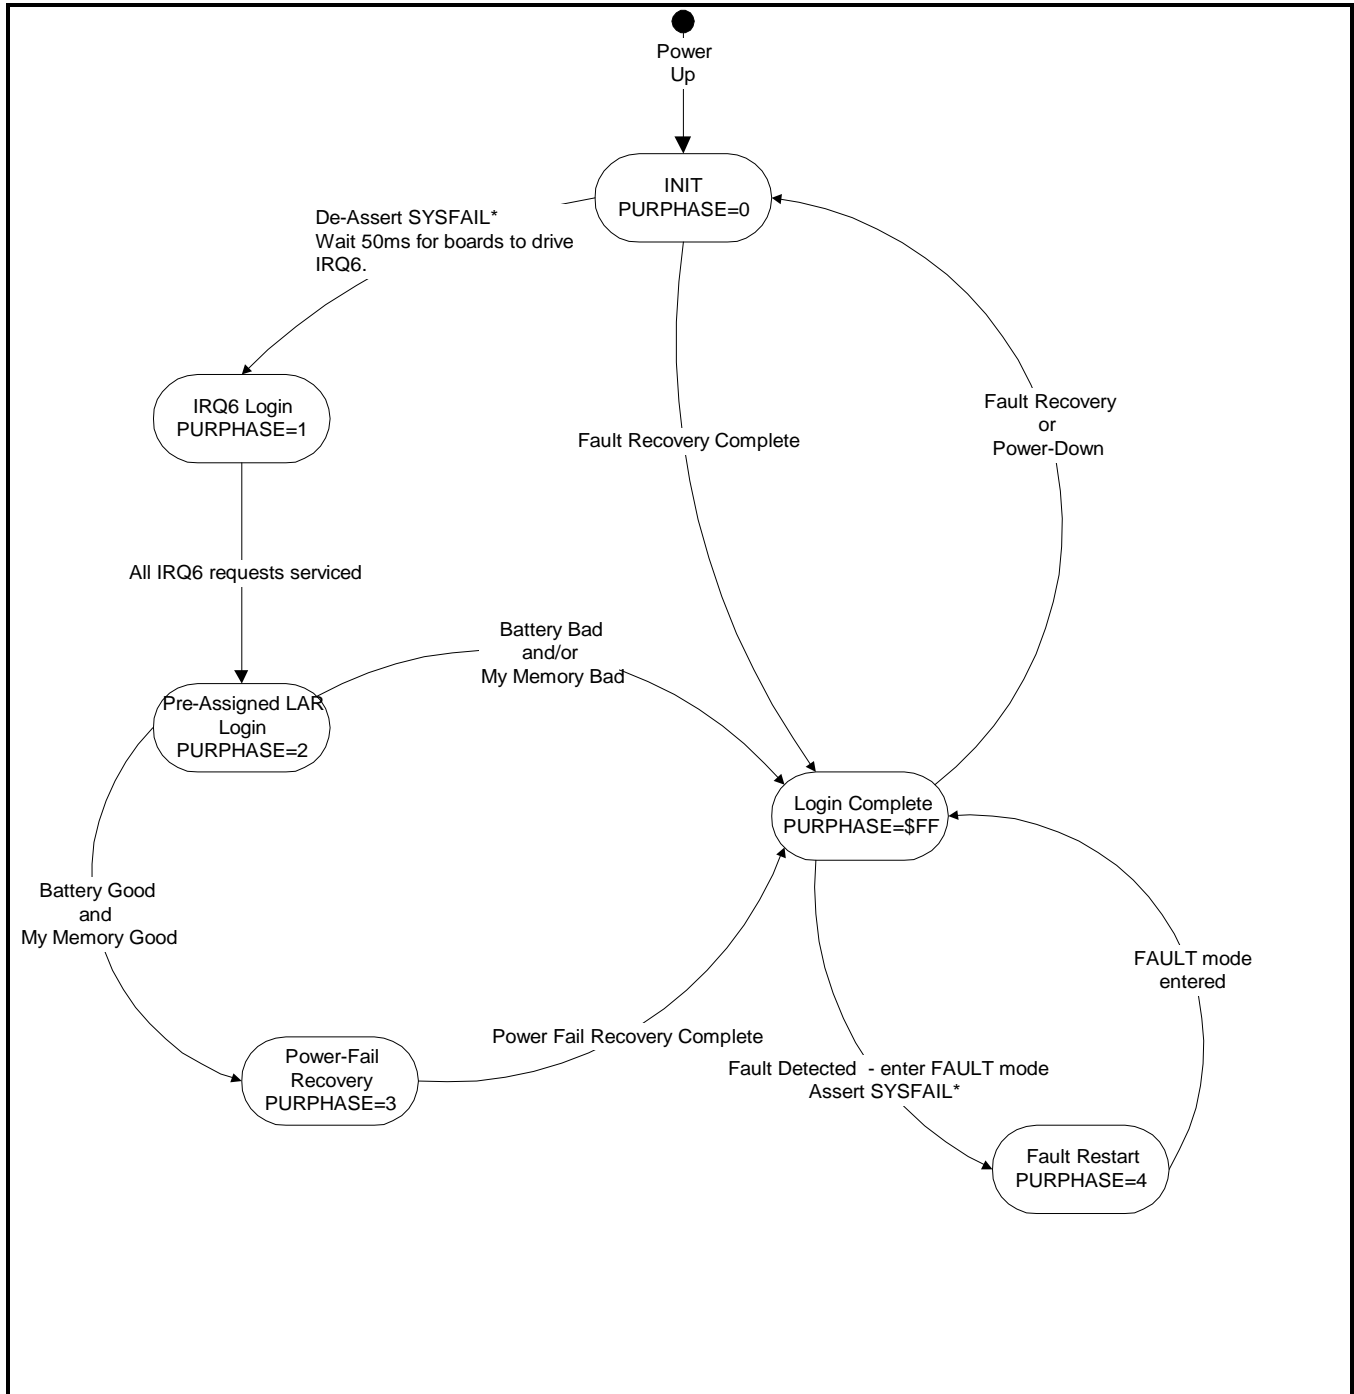 Power
Up
INIT
PURPHASE=0
De-Assert SYSFAIL*
Wait 50ms for boards to drive
IRQ6.
IRQ6 Login
PURPHASE=1
Fault Recovery
or
Power-Down
Fault Recovery Complete
All IRQ6 requests serviced
Battery Bad
and/or
My Memory Bad
Pre-Assigned LAR
Login
PURPHASE=2
Login Complete
PURPHASE=$FF
Battery Good
and
My Memory Good
FAULT mode
entered
Power Fail Recovery Complete
Power-Fail
Recovery
PURPHASE=3
Fault Detected - enter FAULT mode
Assert SYSFAIL*
Fault Restart
PURPHASE=4